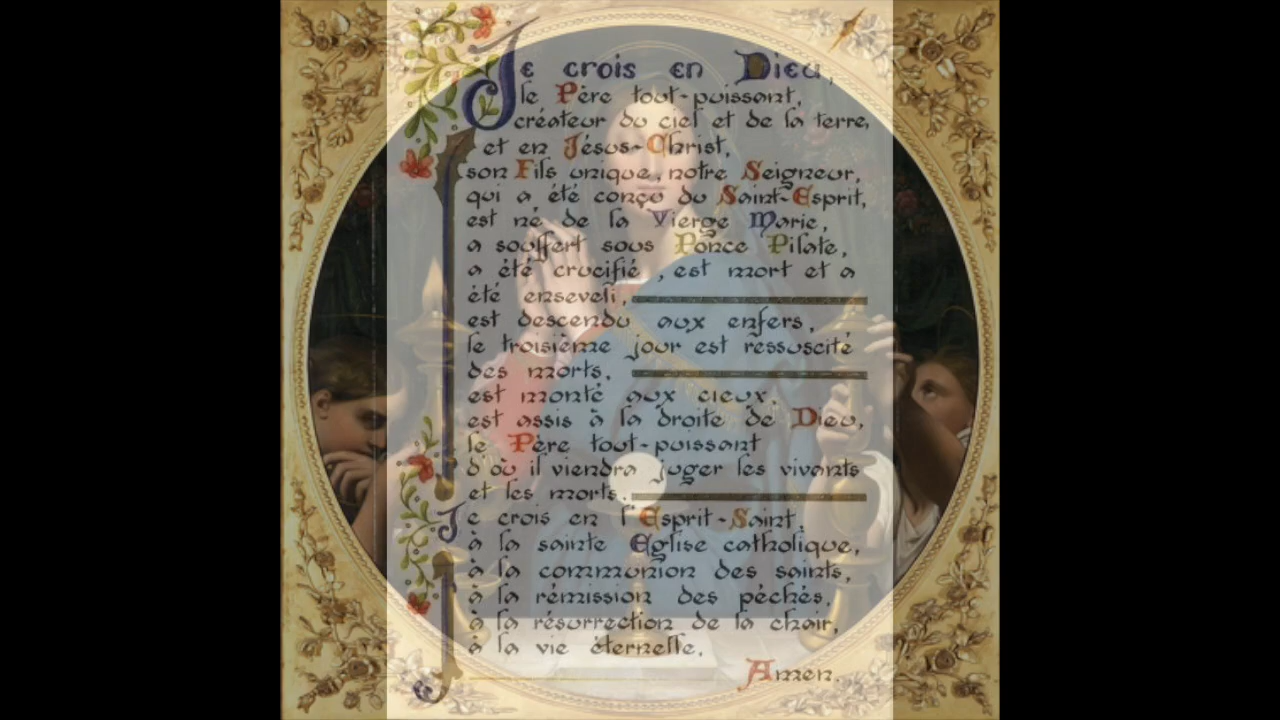 Je crois en Dieu,
le Père tout-puissant,
créateur du ciel et de la terre,
et en Jésus-Christ,
son Fils unique, notre Seigneur,
qui a été conçu du Saint-Esprit,
est né de la Vierge Marie,
a souffert sous Ponce Pilate,
a été crucifié, est mort et a
été enseveli,
est descendu aux enfers,
le troisième jour est ressuscité
des morts,
est monté aux cieux,
est assis à la droite de Dieu,
le Père tout-puissant
d'où il viendra juger les vivants
et les morts.
Je crois en l'Esprit-Saint,
à la sainte Eglise catholique,
à la communion des saints,
à la rémission des péchés,
à la résurrection de la chair,
à la vie éternelle.
Amen.